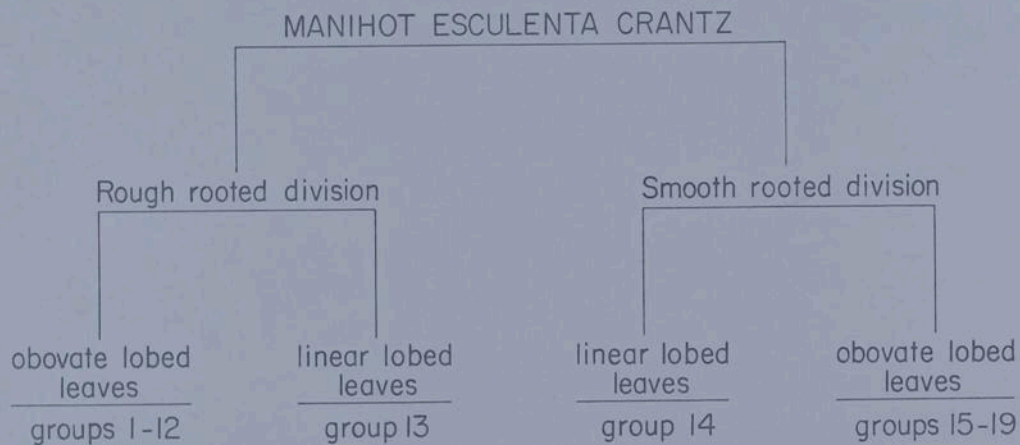 MANIHOT ESCULENTA CRANTZ
Rough rooted division
Smooth rooted division
obovate lobed
leaves
groups 1-12
linear lobed
leaves
group 13
linear lobed
leaves
group 14
obovate lobed
leaves
groups 15-19